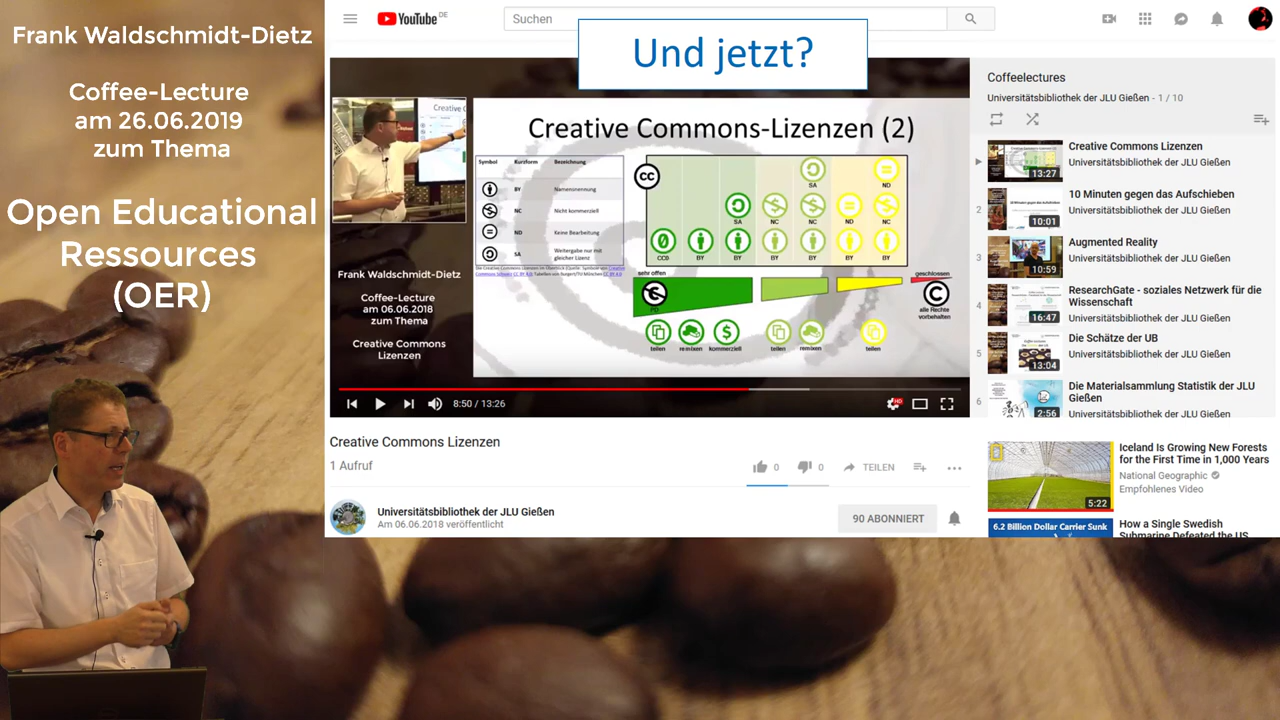 Frank Waldschmidt-Dietz
Coffee-Lecture
am 26.06.2019
zum Thema
Open Educational
Ressources
(OER)
YouTube DE
Suchen
Und jetzt?
Creative Commons-Lizenzen (2)
Symbol Kurzform Bezeichnung
BY Namensnennung
NC Nicht kommerziell
ND Keine Bearbeitung
SA Weitergabe nur mit
gleicher Lizenz
cc
SA ND
SA NC NC ND NC
CC0 BY BY BY BY BY BY
sehr offen
geschlossen
PD
alle Rechte
vorbehalten
teilen remixen kommerziell teilen remixen teilen
Frank Waldschmidt-Dietz
Coffee-Lecture
am 06.06.2018
zum Thema
Creative Commons
Lizenzen
8:50 / 13:26
HD
Creative Commons Lizenzen
1 Aufruf
0 0 TEILEN
Universitätsbibliothek der JLU Gießen
Am 06.06.2018 veröffentlicht
90 ABONNIERT
Coffeelectures
Universitätsbibliothek der JLU Gießen - 1 / 10
Creative Commons Lizenzen
Universitätsbibliothek der JLU Gießen
13:27
2
10 Minuten gegen das Aufschieben
Universitätsbibliothek der JLU Gießen
10:01
3
Augmented Reality
Universitätsbibliothek der JLU Gießen
10:59
4
ResearchGate - soziales Netzwerk für die
Wissenschaft
Universitätsbibliothek der JLU Gießen
16:47
5
Die Schätze der UB
Universitätsbibliothek der JLU Gießen
13:04
6
Die Materialsammlung Statistik der JLU
Gießen
Universitätsbibliothek der JLU Gießen
2:56
Iceland Is Growing New Forests
for the First Time in 1,000 Years
National Geographic
Empfohlenes Video
5:22
6.2 Billion Dollar Carrier Sunk
How a Single Swedish
Submarine Defeated the US